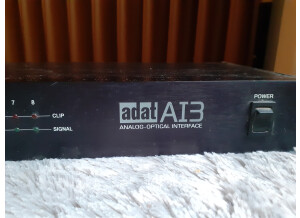 7 8 CLIP
SIGNAL
adat AI3
ANALOG-OPTICAL INTERFACE
POWER